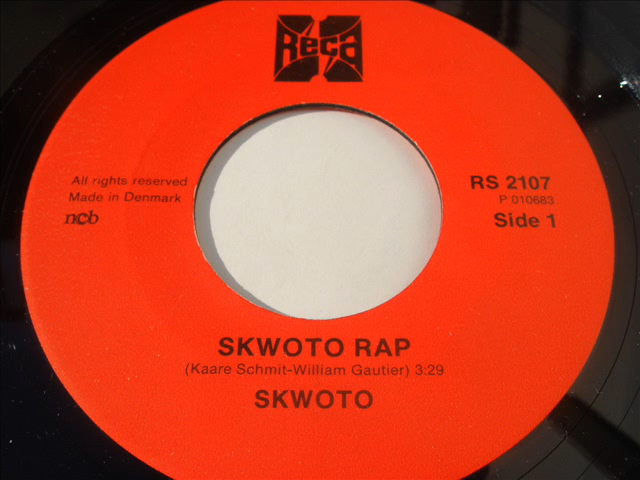 Reca
All rights reserved
Made in Denmark
ncb
RS 2107
P 010683
Side 1
SKWOTO RAP
(Kaare Schmit-William Gautier) 3:29
SKWOTO